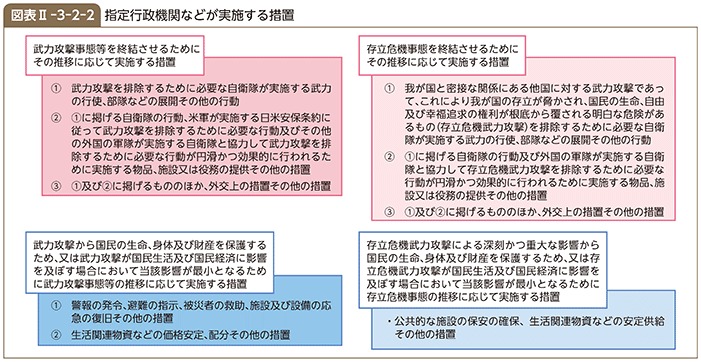 図表Ⅱ-3-2-2 指定行政機関などが実施する措置
武力攻撃事態等を終結させるために
その推移に応じて実施する措置
① 武力攻撃を排除するために必要な自衛隊が実施する武力
の行使、部隊などの展開その他の行動
② ①に掲げる自衛隊の行動、米軍が実施する日米安保条約
に従って武力攻撃を排除するために必要な行動及びその他
の外国の軍隊が実施する自衛隊と協力して武力攻撃を排
除するために必要な行動が円滑かつ効果的に行われるため
に実施する物品、施設又は役務の提供その他の措置
③ ①及び②に掲げるもののほか、外交上の措置その他の措置
存立危機事態を終結させるために
その推移に応じて実施する措置
① 我が国と密接な関係にある他国に対する武力攻撃であっ
て、これにより我が国の存立が脅かされ、国民の生命、自由
及び幸福追求の権利が根底から覆される明白な危険があ
るもの(存立危機武力攻撃)を排除するために必要な自衛
隊が実施する武力の行使、部隊などの展開その他の行動
② ①に掲げる自衛隊の行動及び外国の軍隊が実施する自衛
隊と協力して存立危機武力攻撃を排除するために必要な
行動が円滑かつ効果的に行われるために実施する物品、施
設又は役務の提供その他の措置
③ ①及び②に掲げるもののほか、外交上の措置その他の措置
武力攻撃から国民の生命、身体及び財産を保護する
ため、又は武力攻撃が国民生活及び国民経済に影響
を及ぼす場合において当該影響が最小となるため
に武力攻撃事態等の推移に応じて実施する措置
① 警報の発令、避難の指示、被災者の救助、施設及び設備の応
急の復旧その他の措置
② 生活関連物資などの価格安定、配分その他の措置
存立危機武力攻撃による深刻かつ重大な影響から
国民の生命、身体及び財産を保護するため、又は存
立危機武力攻撃が国民生活及び国民経済に影響を
及ぼす場合において当該影響が最小となるために
存立危機事態の推移に応じて実施する措置
・公共的な施設の保安の確保、生活関連物資などの安定供給
その他の措置